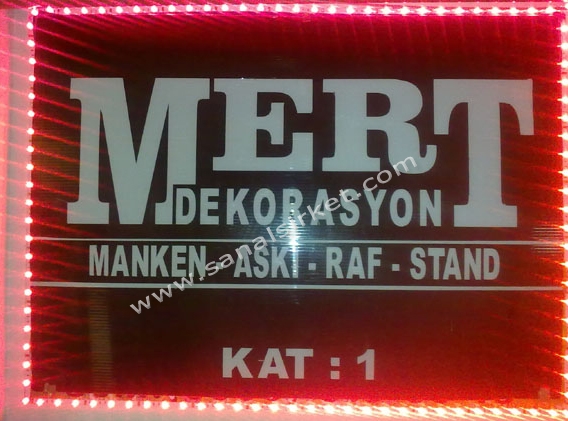 MERT
DEKORASYON
MANKEN - ASKI - RAF - STAND
KAT : 1
www.sanalsirket.com